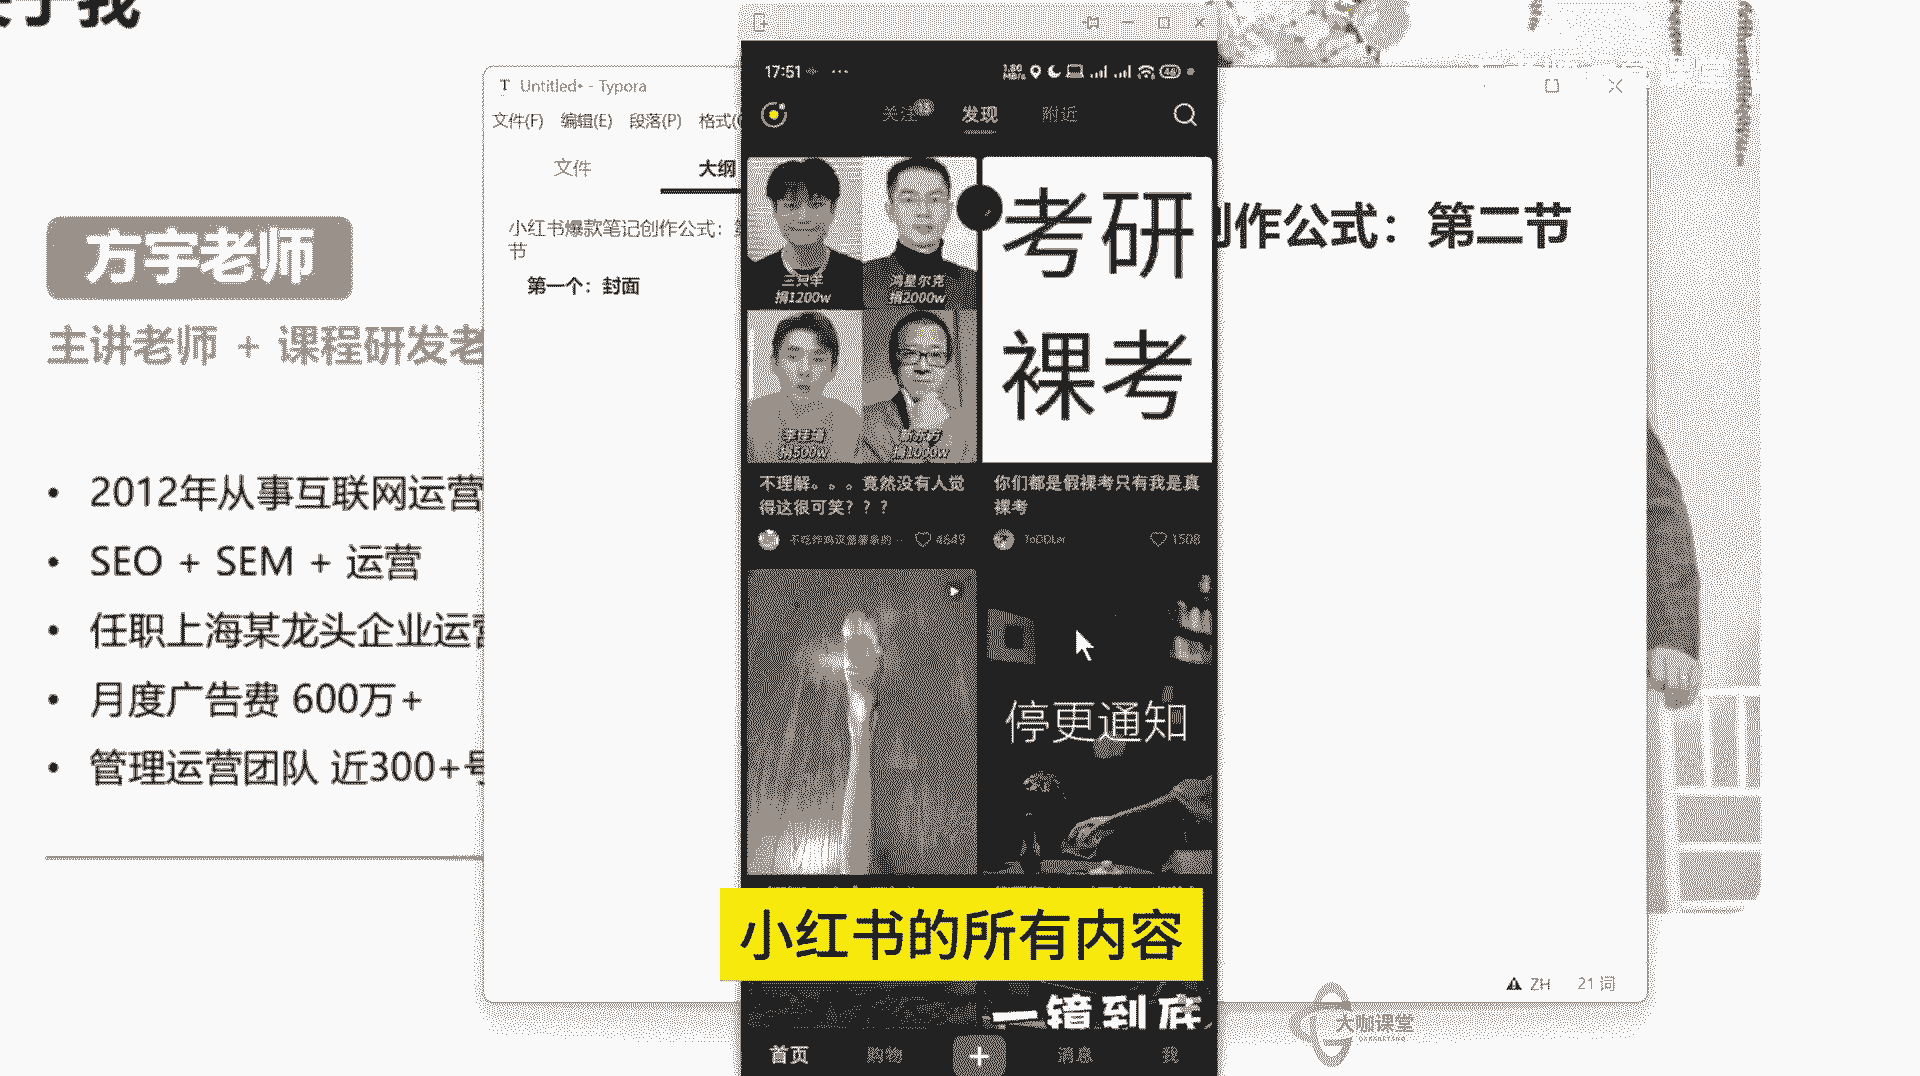 方宇老师
主讲老师 + 课程研发老
• 2012年从事互联网运营
• SEO + SEM + 运营
• 任职上海某龙头企业运营
• 月度广告费 600万+
• 管理运营团队 近300+号
Untitled• - Typora
文件(F) 编辑(E) 段落(P) 格式(
文件 大纲
小红书爆款笔记创作公式：第
节
第一个：封面
创作公式：第二节
ZH 21 词
17:51
关注 13 发现 附近
三只羊
捐1200w
鸿星尔克
捐2000w
捐500w
新东方
捐1000w
考研
裸考
不理解。。。竟然没有人觉
得这很可笑？？？
4649
你们都是假裸考只有我是真
裸考
ToDDLer
1508
停更通知
小红书的所有内容
一镜到底
首页 购物 + 消息 我
大咖课堂